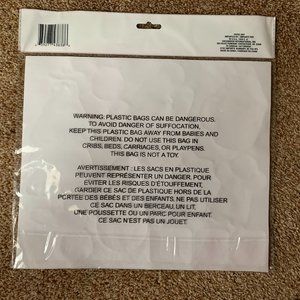 WARNING: PLASTIC BAGS CAN BE DANGEROUS.
TO AVOID DANGER OF SUFFOCATION,
KEEP THIS PLASTIC BAG AWAY FROM BABIES AND
CHILDREN. DO NOT USE THIS BAG IN
CRIBS, BEDS, CARRIAGES, OR PLAYPENS.
THIS BAG IS NOT A TOY.
AVERTISSEMENT : LES SACS EN PLASTIQUE
PEUVENT REPRÉSENTER UN DANGER. POUR
ÉVITER LES RISQUES D'ÉTOUFFEMENT,
GARDER CE SAC DE PLASTIQUE HORS DE LA
PORTÉE DES BÉBÉS ET DES ENFANTS. NE PAS UTILISER
CE SAC DANS UN BERCEAU, UN LIT,
UNE POUSSETTE OU UN PARC POUR ENFANT.
CE SAC N'EST PAS UN JOUET.